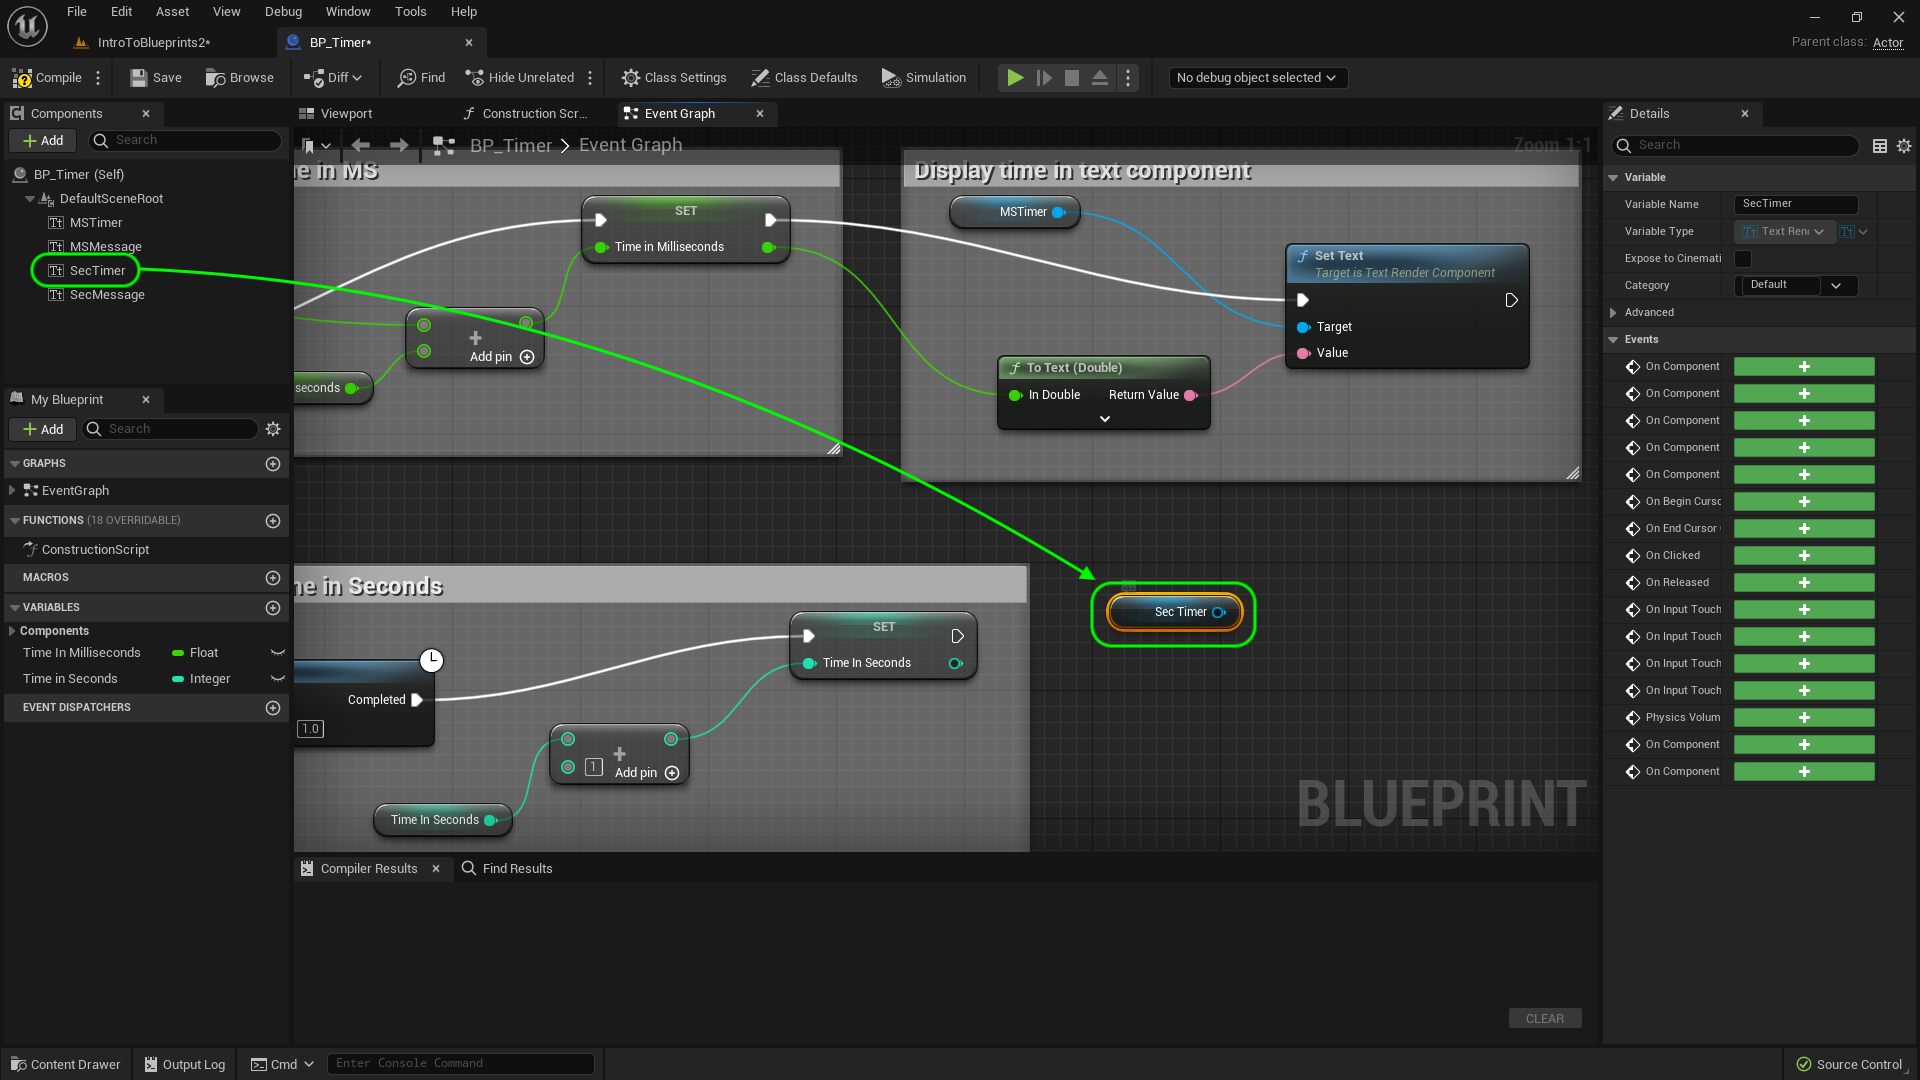 File Edit Asset View Debug Window Tools Help
IntroToBlueprints2*
BP_Timer*
Parent class: Actor
Compile
Save
Browse
Diff
Find
Hide Unrelated
Class Settings
Class Defaults
Simulation
No debug object selected
Components
Add
Search
BP_Timer (Self)
DefaultSceneRoot
MSTimer
MSMessage
SecTimer
SecMessage
My Blueprint
Add
Search
GRAPHS
EventGraph
FUNCTIONS (18 OVERRIDABLE)
ConstructionScript
MACROS
VARIABLES
Components
Time In Milliseconds Float
Time in Seconds Integer
EVENT DISPATCHERS
Viewport
Construction Scr...
Event Graph
BP_Timer > Event Graph
Zoom 1:1
ne in MS
SET
Time in Milliseconds
Add pin
seconds
Display time in text component
MSTimer
Set Text
Target is Text Render Component
Target
Value
To Text (Double)
In Double Return Value
ne in Seconds
Completed
1.0
SET
Time In Seconds
1
Add pin
Time In Seconds
Sec Timer
BLUEPRINT
Compiler Results
Find Results
CLEAR
Details
Search
Variable
Variable Name SecTimer
Variable Type Text Ren
Expose to Cinemati
Category Default
Advanced
Events
On Component
On Component
On Component
On Component
On Component
On Begin Curso
On End Cursor
On Clicked
On Released
On Input Touch
On Input Touch
On Input Touch
On Input Touch
Physics Volum
On Component
On Component
Content Drawer
Output Log
Cmd
Enter Console Command
Source Control